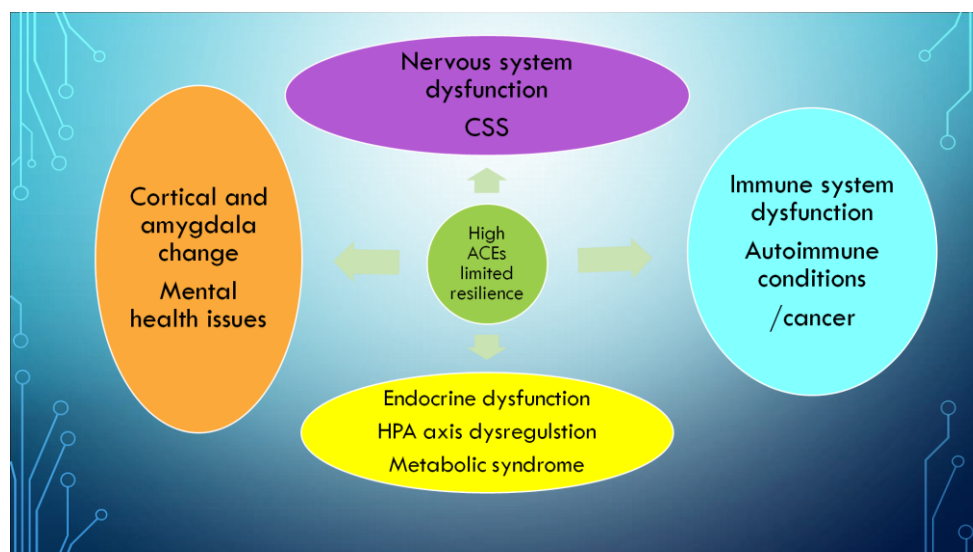 Nervous system
dysfunction
CSS
Cortical and
amygdala
change
Mental
health issues
High
ACEs
limited
resilience
Immune system
dysfunction
Autoimmune
conditions
/cancer
Endocrine dysfunction
HPA axis dysregulstion
Metabolic syndrome